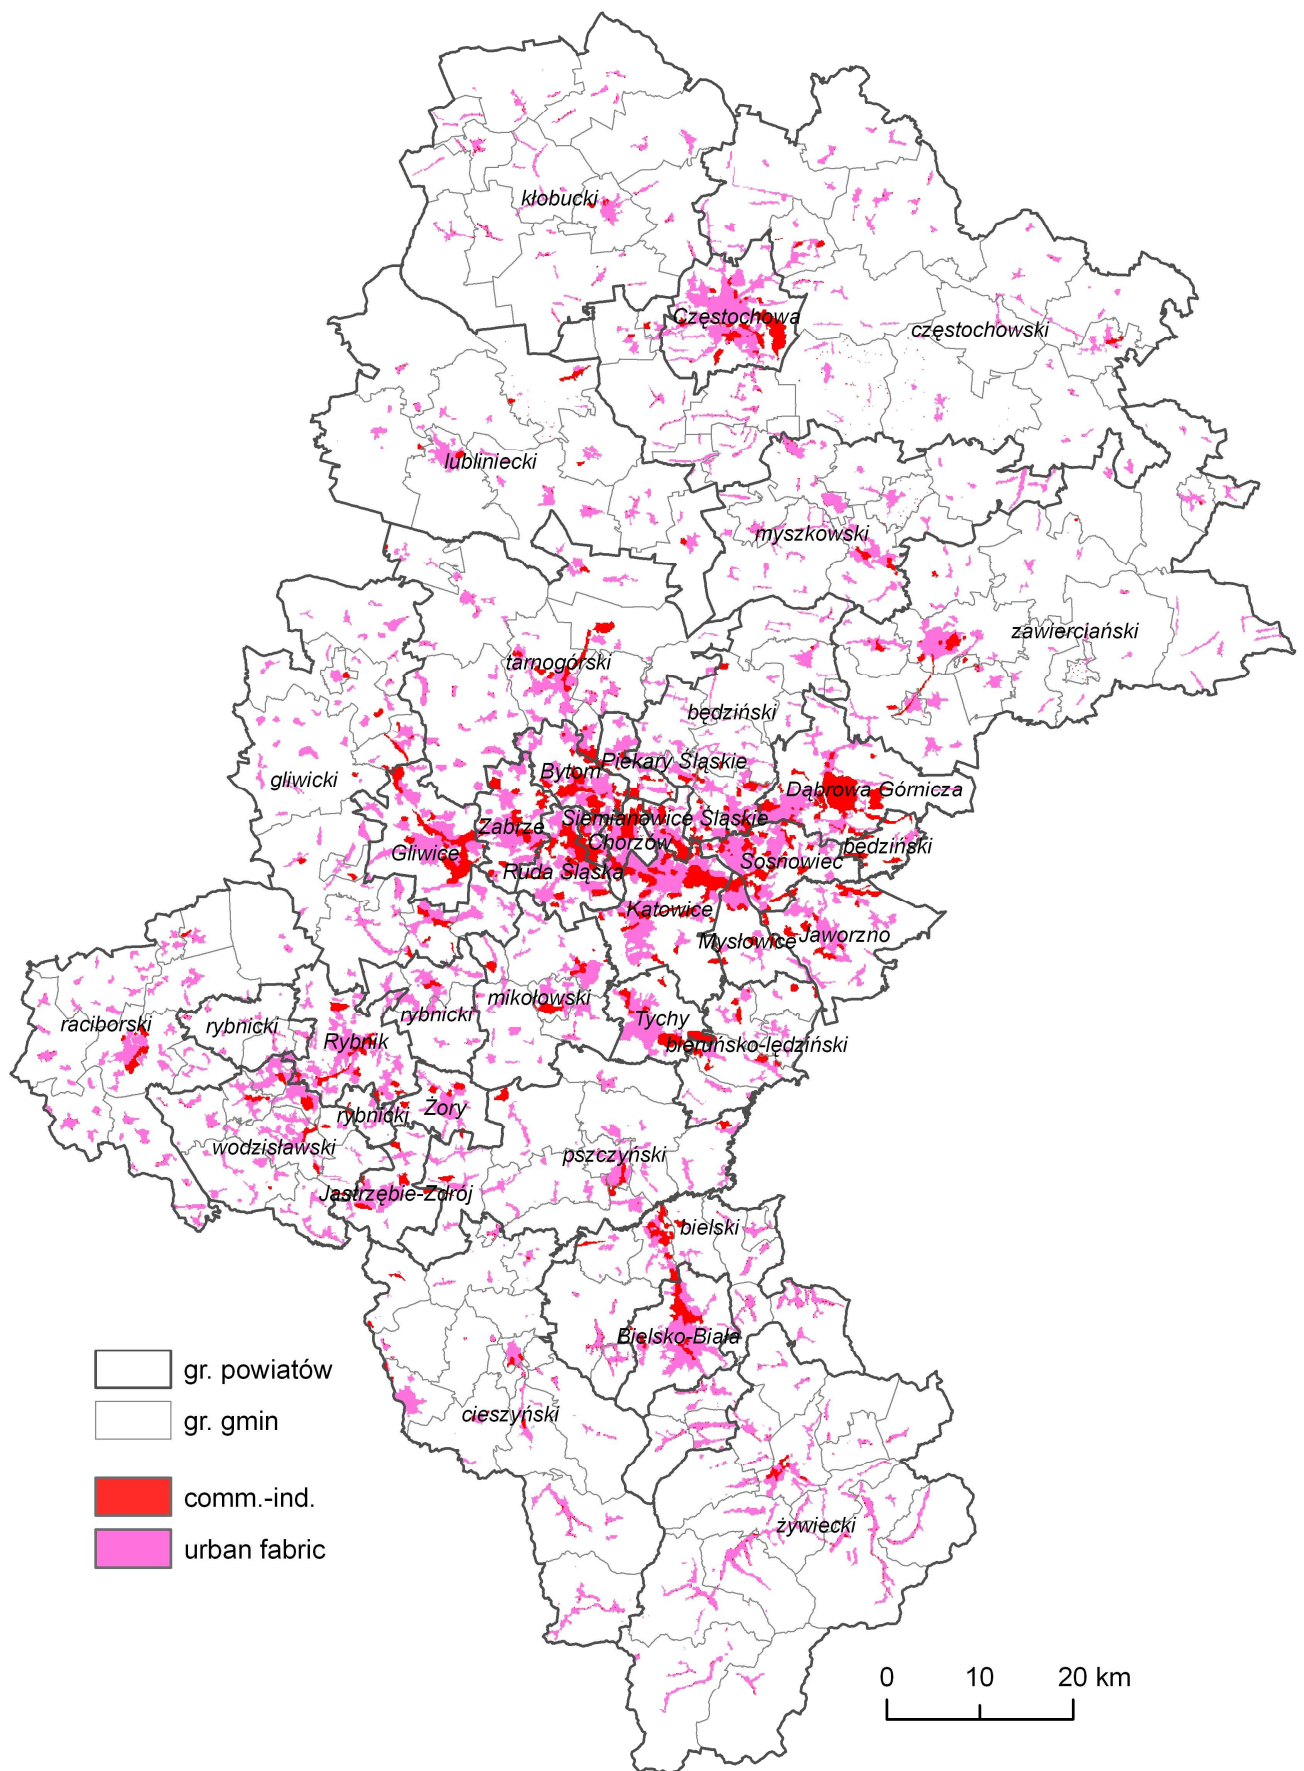 kłobucki
Częstochowa
częstochowski
lubliniecki
myszkowski
zawierciański
tarnogórski
będziński
Piekary Śląskie
Bytom
gliwicki
Dąbrowa Górnicza
Siemianowice Śląskie
Zabrze
Chorzów
będziński
Gliwice
Sosnowiec
Ruda Śląska
Katowice
Mysłowice
Jaworzno
mikołowski
rybnicki
raciborski
rybnicki
Tychy
Rybnik
bieruńsko-lędziński
rybnicki
Żory
wodzisławski
pszczyński
Jastrzębie-Zdrój
bielski
Bielsko-Biała
gr. powiatów
cieszyński
gr. gmin
comm.-ind.
żywiecki
urban fabric
0 10 20 km